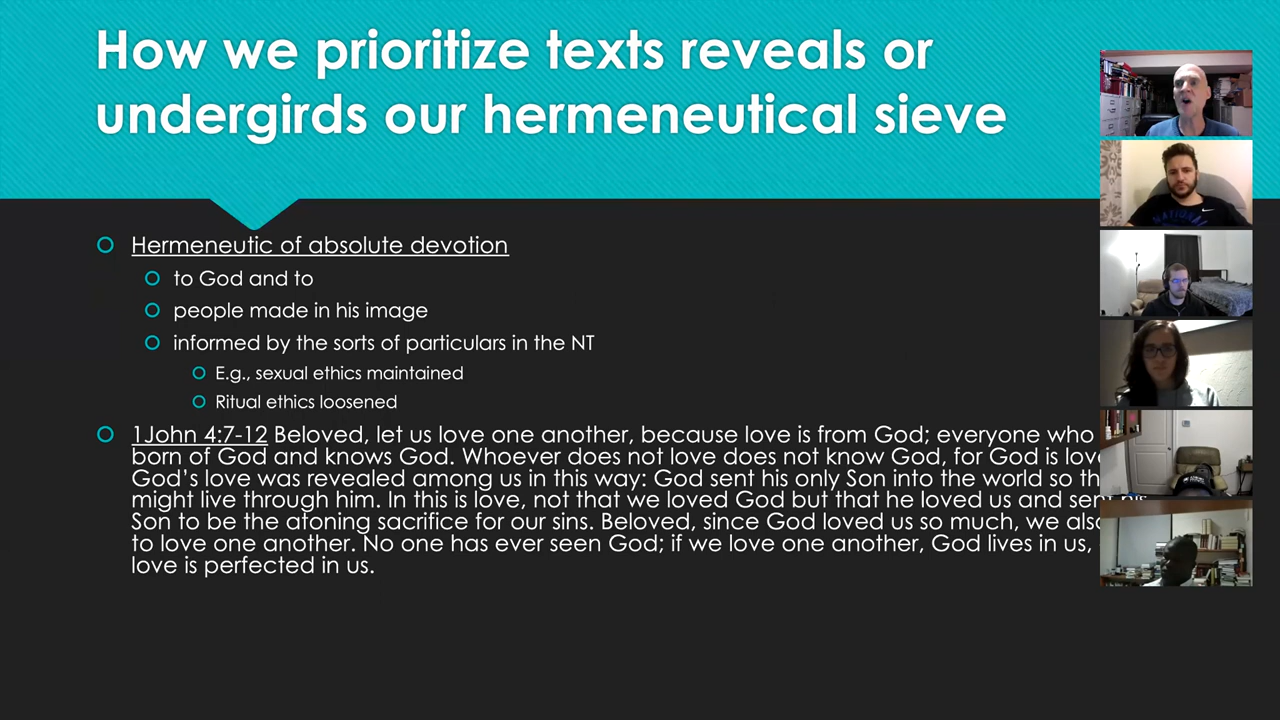 How we prioritize texts reveals or
undergirds our hermeneutical sieve
Hermeneutic of absolute devotion
to God and to
people made in his image
informed by the sorts of particulars in the NT
E.g., sexual ethics maintained
Ritual ethics loosened
1John 4:7-12 Beloved, let us love one another, because love is from God; everyone who
born of God and knows God. Whoever does not love does not know God, for God is
God’s love was revealed among us in this way: God sent his only Son into the world so
might live through him. In this is love, not that we loved God but that he loved us and
Son to be the atoning sacrifice for our sins. Beloved, since God loved us so much, we
to love one another. No one has ever seen God; if we love one another, God lives in us,
love is perfected in us.
NATIONAL